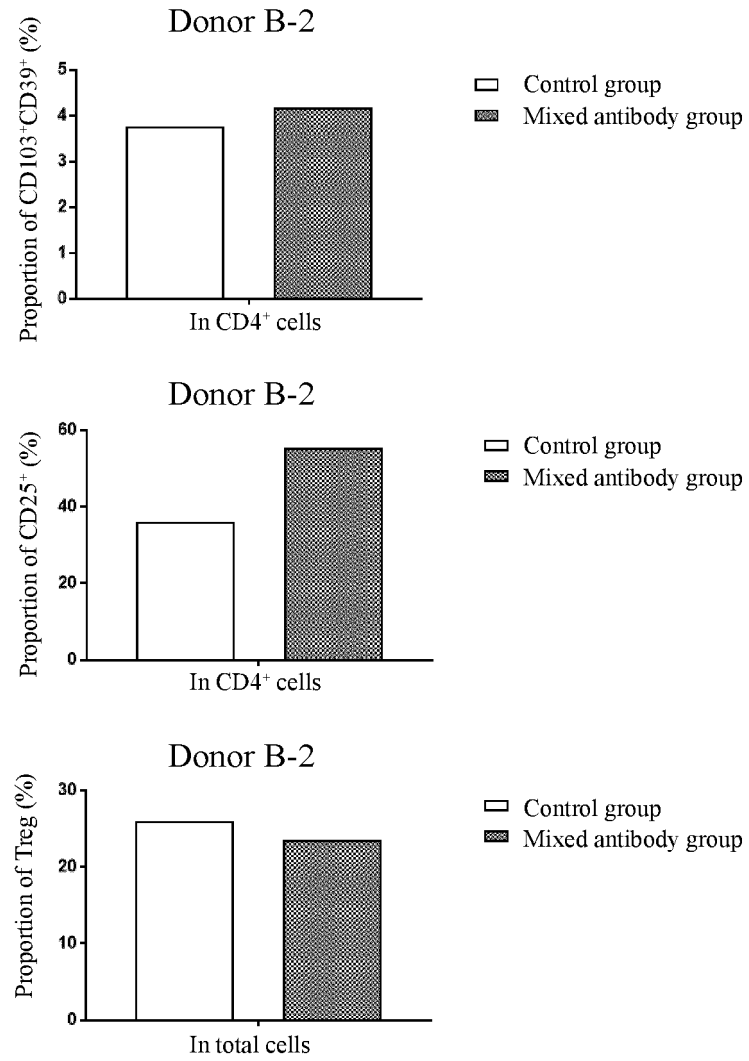 Donor B-2
Proportion of CD103⁺CD39⁺ (%)
5
4
3
2
1
0
In CD4⁺ cells
Control group
Mixed antibody group
Donor B-2
Proportion of CD25⁺ (%)
60
40
20
0
In CD4⁺ cells
Control group
Mixed antibody group
Donor B-2
Proportion of Treg (%)
30
20
10
0
In total cells
Control group
Mixed antibody group